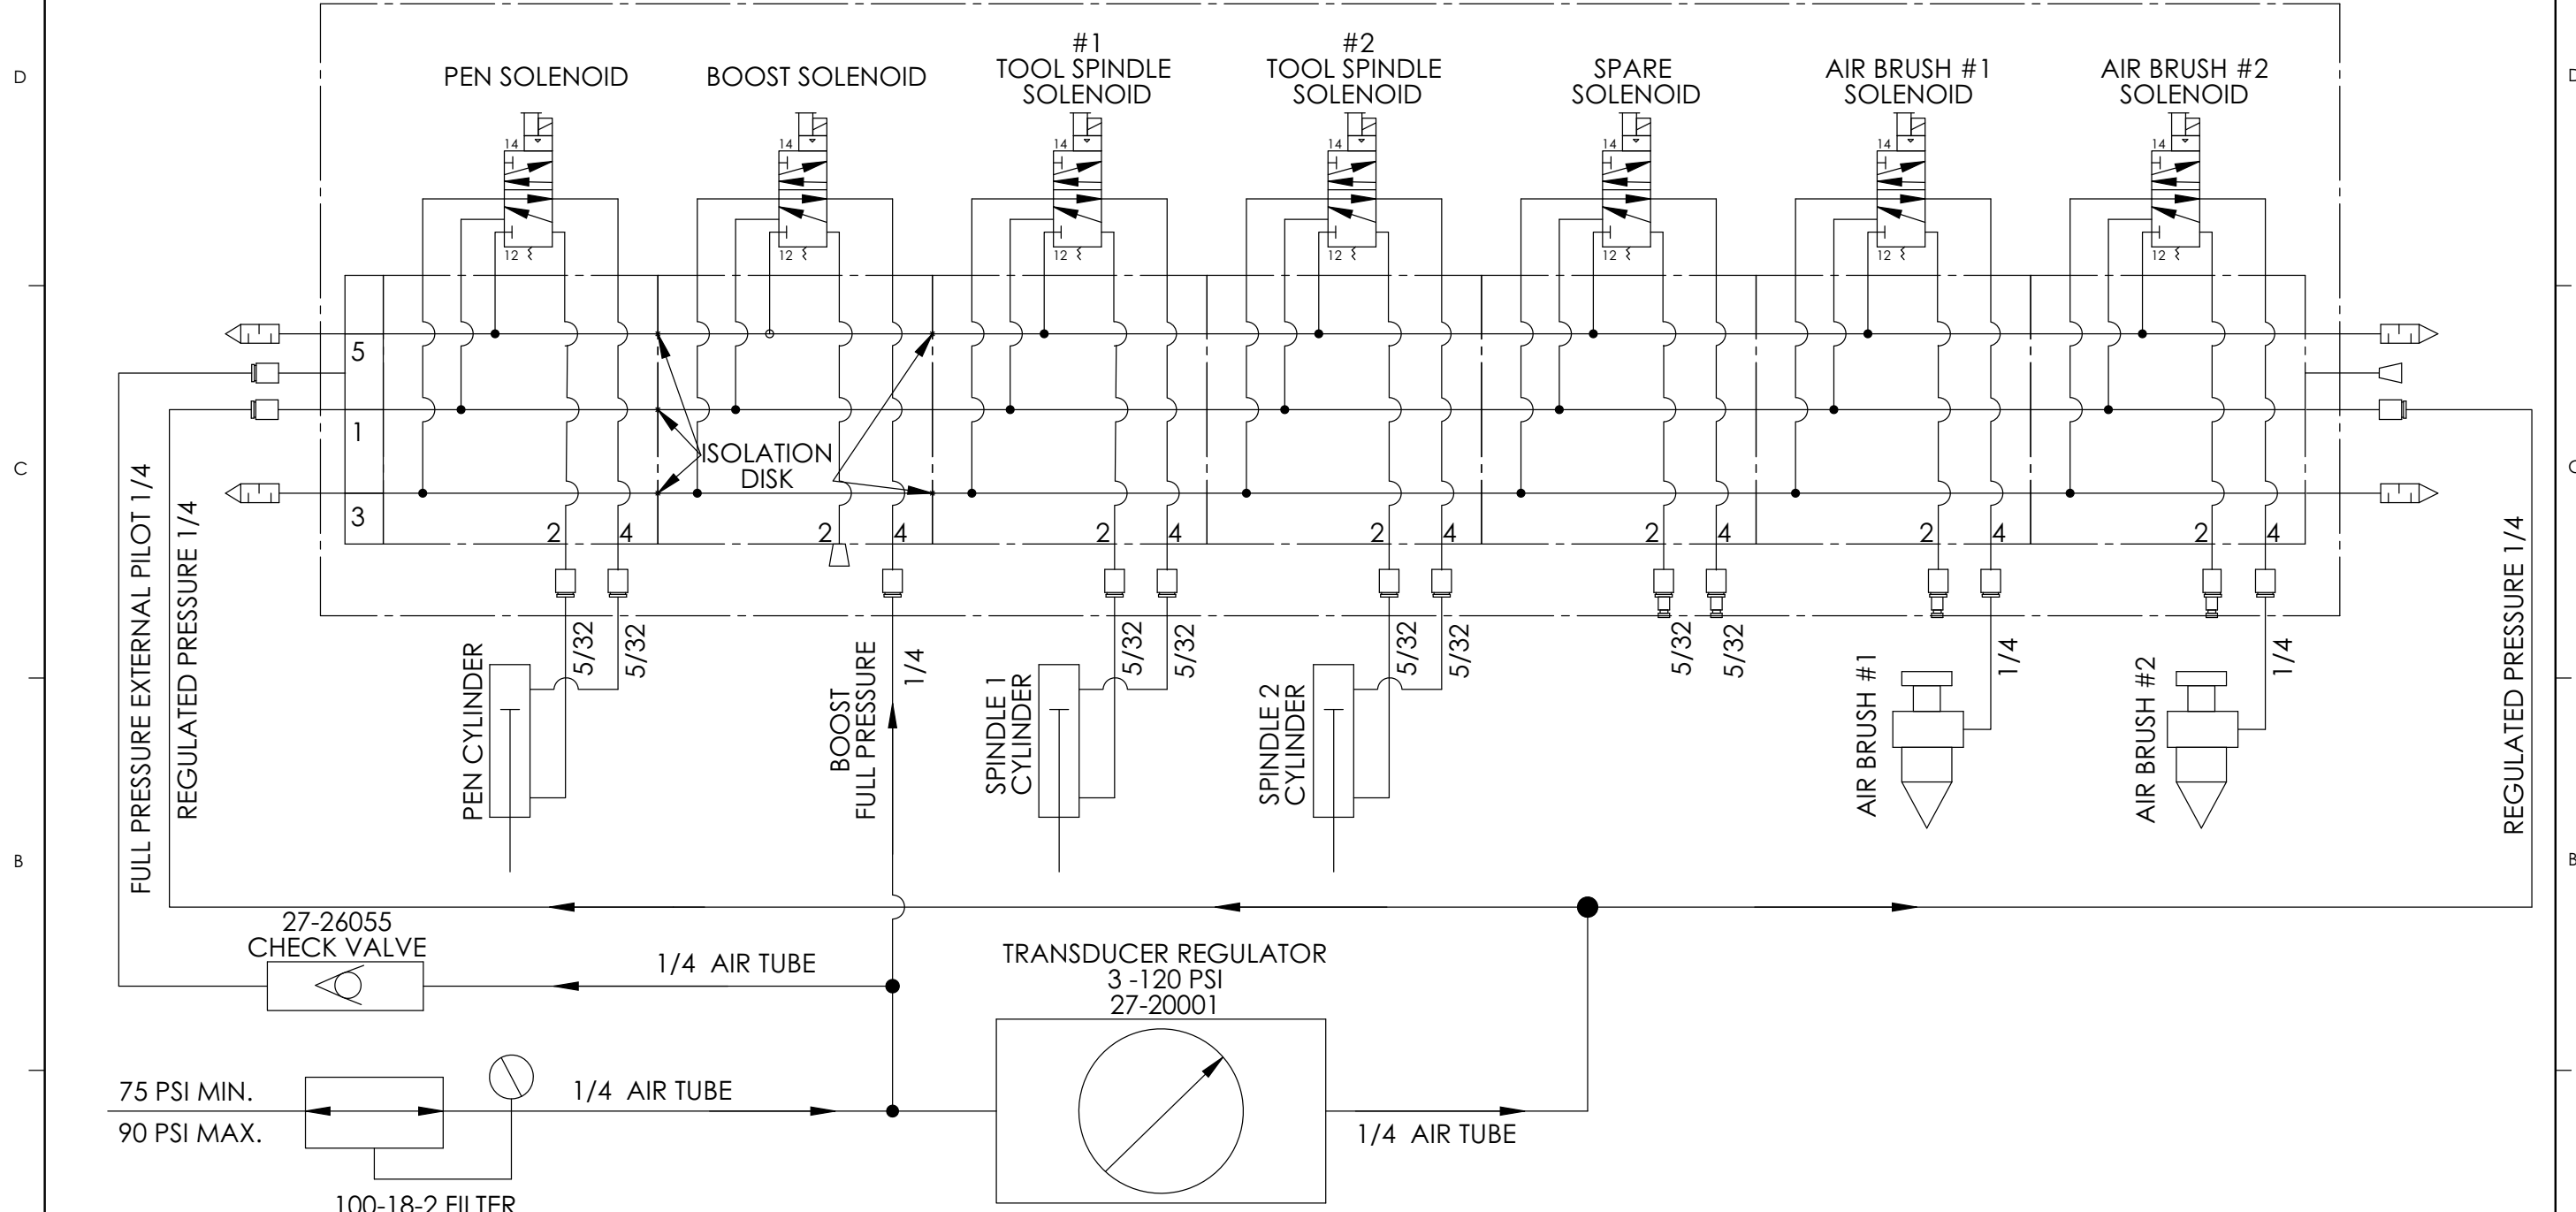 D
D
C
C
B
B
PEN SOLENOID
BOOST SOLENOID
#1
TOOL SPINDLE
SOLENOID
#2
TOOL SPINDLE
SOLENOID
SPARE
SOLENOID
AIR BRUSH #1
SOLENOID
AIR BRUSH #2
SOLENOID
14
14
14
14
14
14
14
12
12
12
12
12
12
12
5
1
3
ISOLATION
DISK
2
4
2
4
2
4
2
4
2
4
2
4
FULL PRESSURE EXTERNAL PILOT 1/4
REGULATED PRESSURE 1/4
PEN CYLINDER
5/32
5/32
BOOST
FULL PRESSURE
1/4
SPINDLE 1
CYLINDER
5/32
5/32
SPINDLE 2
CYLINDER
5/32
5/32
5/32
5/32
AIR BRUSH #1
1/4
AIR BRUSH #2
1/4
REGULATED PRESSURE 1/4
27-26055
CHECK VALVE
1/4 AIR TUBE
TRANSDUCER REGULATOR
3 -120 PSI
27-20001
75 PSI MIN.
90 PSI MAX.
1/4 AIR TUBE
1/4 AIR TUBE
100-18-2 FILTER